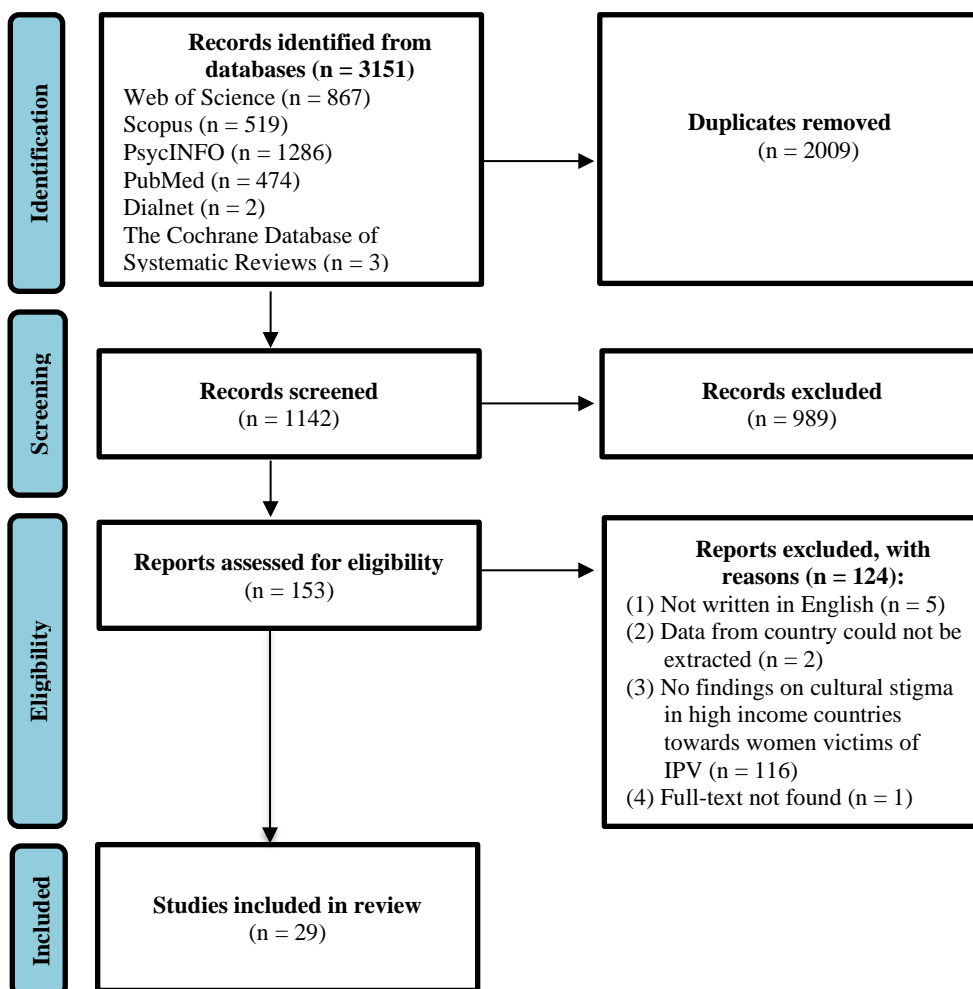 Identification
Records identified from
databases (n = 3151)
Web of Science (n = 867)
Scopus (n = 519)
PsycINFO (n = 1286)
PubMed (n = 474)
Dialnet (n = 2)
The Cochrane Database of
Systematic Reviews (n = 3)
Duplicates removed
(n = 2009)
Screening
Records screened
(n = 1142)
Records excluded
(n = 989)
Eligibility
Reports assessed for eligibility
(n = 153)
Reports excluded, with
reasons (n = 124):
(1) Not written in English (n = 5)
(2) Data from country could not be
extracted (n = 2)
(3) No findings on cultural stigma
in high income countries
towards women victims of
IPV (n = 116)
(4) Full-text not found (n = 1)
Included
Studies included in review
(n = 29)